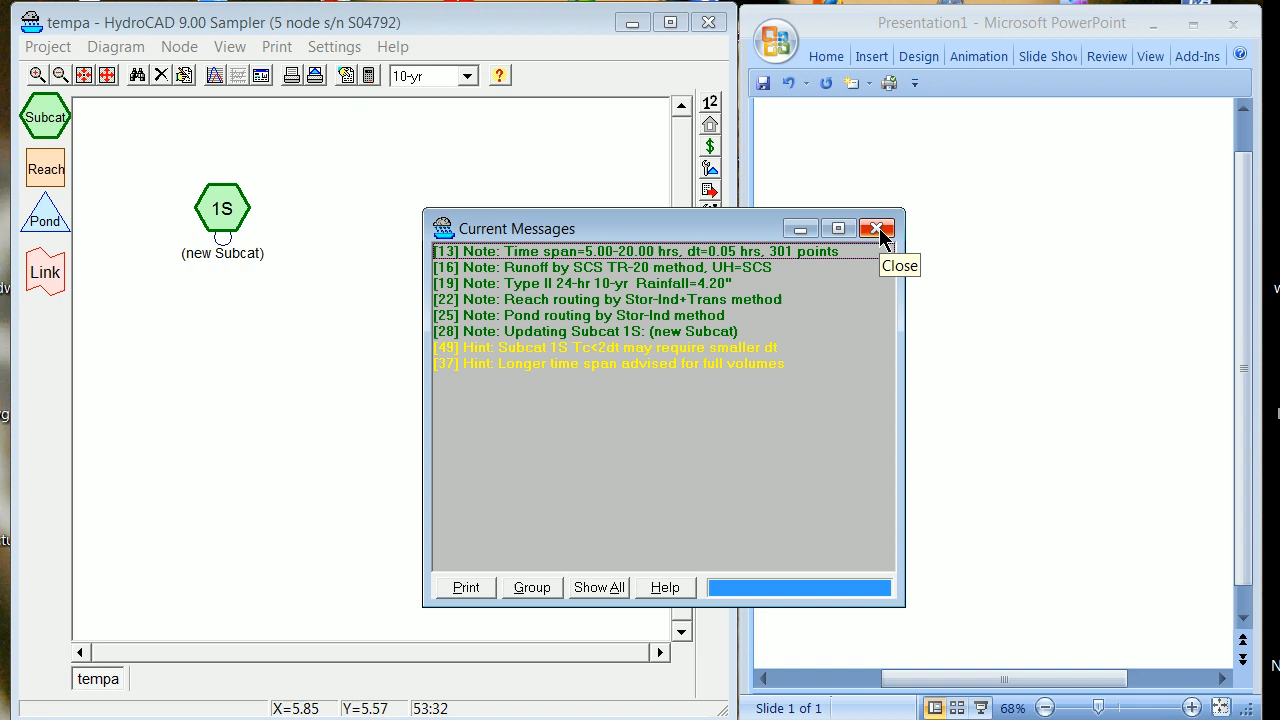 tempa - HydroCAD 9.00 Sampler (5 node s/n S04792)
Project Diagram Node View Print Settings Help
10-yr
Subcat
Reach
Pond
Link
1S
(new Subcat)
12
$
Current Messages
[13] Note: Time span=5.00-20.00 hrs, dt=0.05 hrs, 301 points
[16] Note: Runoff by SCS TR-20 method, UH=SCS
[19] Note: Type II 24-hr 10-yr Rainfall=4.20"
[22] Note: Reach routing by Stor-Ind+Trans method
[25] Note: Pond routing by Stor-Ind method
[28] Note: Updating Subcat 1S: (new Subcat)
[49] Hint: Subcat 1S Tc<2dt may require smaller dt
[37] Hint: Longer time span advised for full volumes
Close
Print Group Show All Help
tempa
X=5.85 Y=5.57 53:32
Presentation1 - Microsoft PowerPoint
Home Insert Design Animation Slide Show Review View Add-Ins
Slide 1 of 1
68%